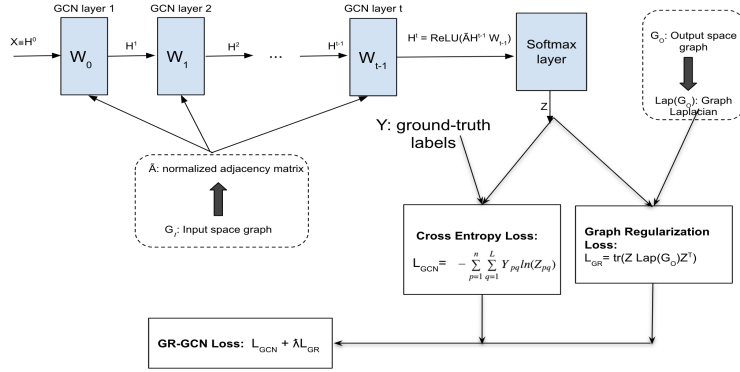 GCN layer 1
GCN layer 2
GCN layer t
X≡H⁰
W₀
H¹
W₁
H²
...
Hᵗ⁻¹
Wₜ₋₁
Hᵗ = ReLU(ÃHᵗ⁻¹ Wₜ₋₁)
Softmax
layer
G_O: Output space
graph
Lap(G_O): Graph
Laplacian
Z
Y: ground-truth
labels
Ã: normalized adjacency matrix
G_I: Input space graph
Cross Entropy Loss:
L_GCN= - ∑_{p=1}^{n} ∑_{q=1}^{L} Y_pq ln(Z_pq)
Graph Regularization
Loss:
L_GR= tr(Z Lap(G_O)Zᵀ)
GR-GCN Loss: L_GCN + ƛL_GR